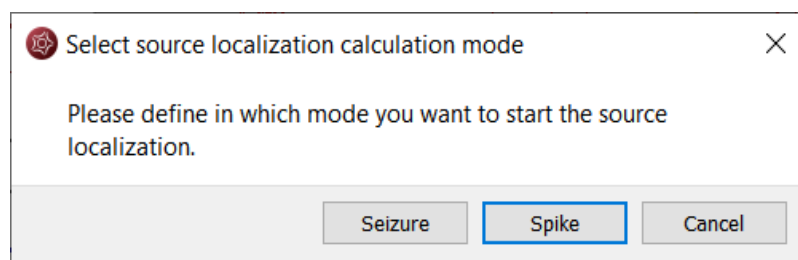 Select source localization calculation mode
Please define in which mode you want to start the source
localization.
Seizure Spike Cancel